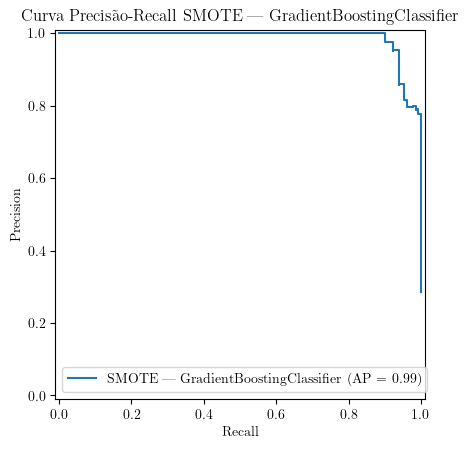 Curva Precisão-Recall SMOTE — GradientBoostingClassifier
1.0
0.8
0.6
0.4
0.2
0.0
Precision
SMOTE — GradientBoostingClassifier (AP = 0.99)
0.0 0.2 0.4 0.6 0.8 1.0
Recall